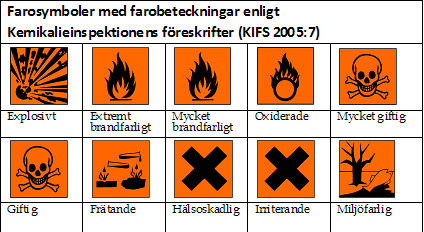 Farosymboler med farobeteckningar enligt
Kemikalieinspektionens föreskrifter (KIFS 2005:7)
Explosivt
Extremt brandfarligt
Mycket brandfarligt
Oxiderade
Mycket giftig
Giftig
Frätande
Hälsoskadlig
Irriterande
Miljöfarlig